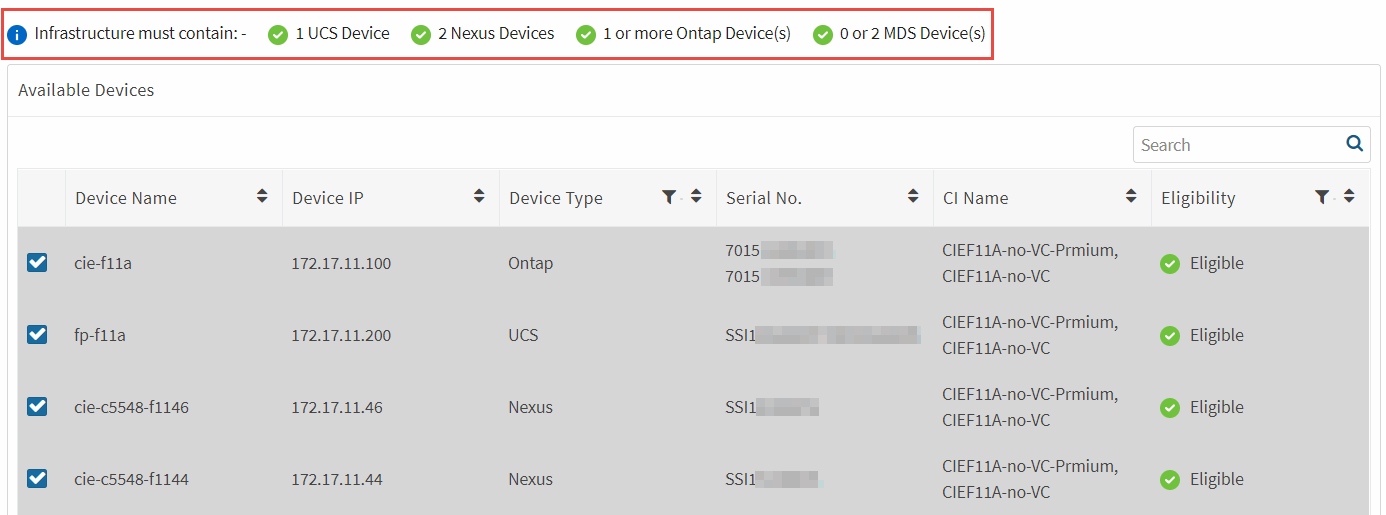 Infrastructure must contain: - 1 UCS Device 2 Nexus Devices 1 or more Ontap Device(s) 0 or 2 MDS Device(s)
Available Devices
Search
Device Name Device IP Device Type Serial No. CI Name Eligibility
cie-f11a 172.17.11.100 Ontap 7015 CIEF11A-no-VC-Prmium, Eligible
7015 CIEF11A-no-VC
fp-f11a 172.17.11.200 UCS SSI1 CIEF11A-no-VC-Prmium, Eligible
CIEF11A-no-VC
cie-c5548-f1146 172.17.11.46 Nexus SSI1 CIEF11A-no-VC-Prmium, Eligible
CIEF11A-no-VC
cie-c5548-f1144 172.17.11.44 Nexus SSI1 CIEF11A-no-VC-Prmium, Eligible
CIEF11A-no-VC